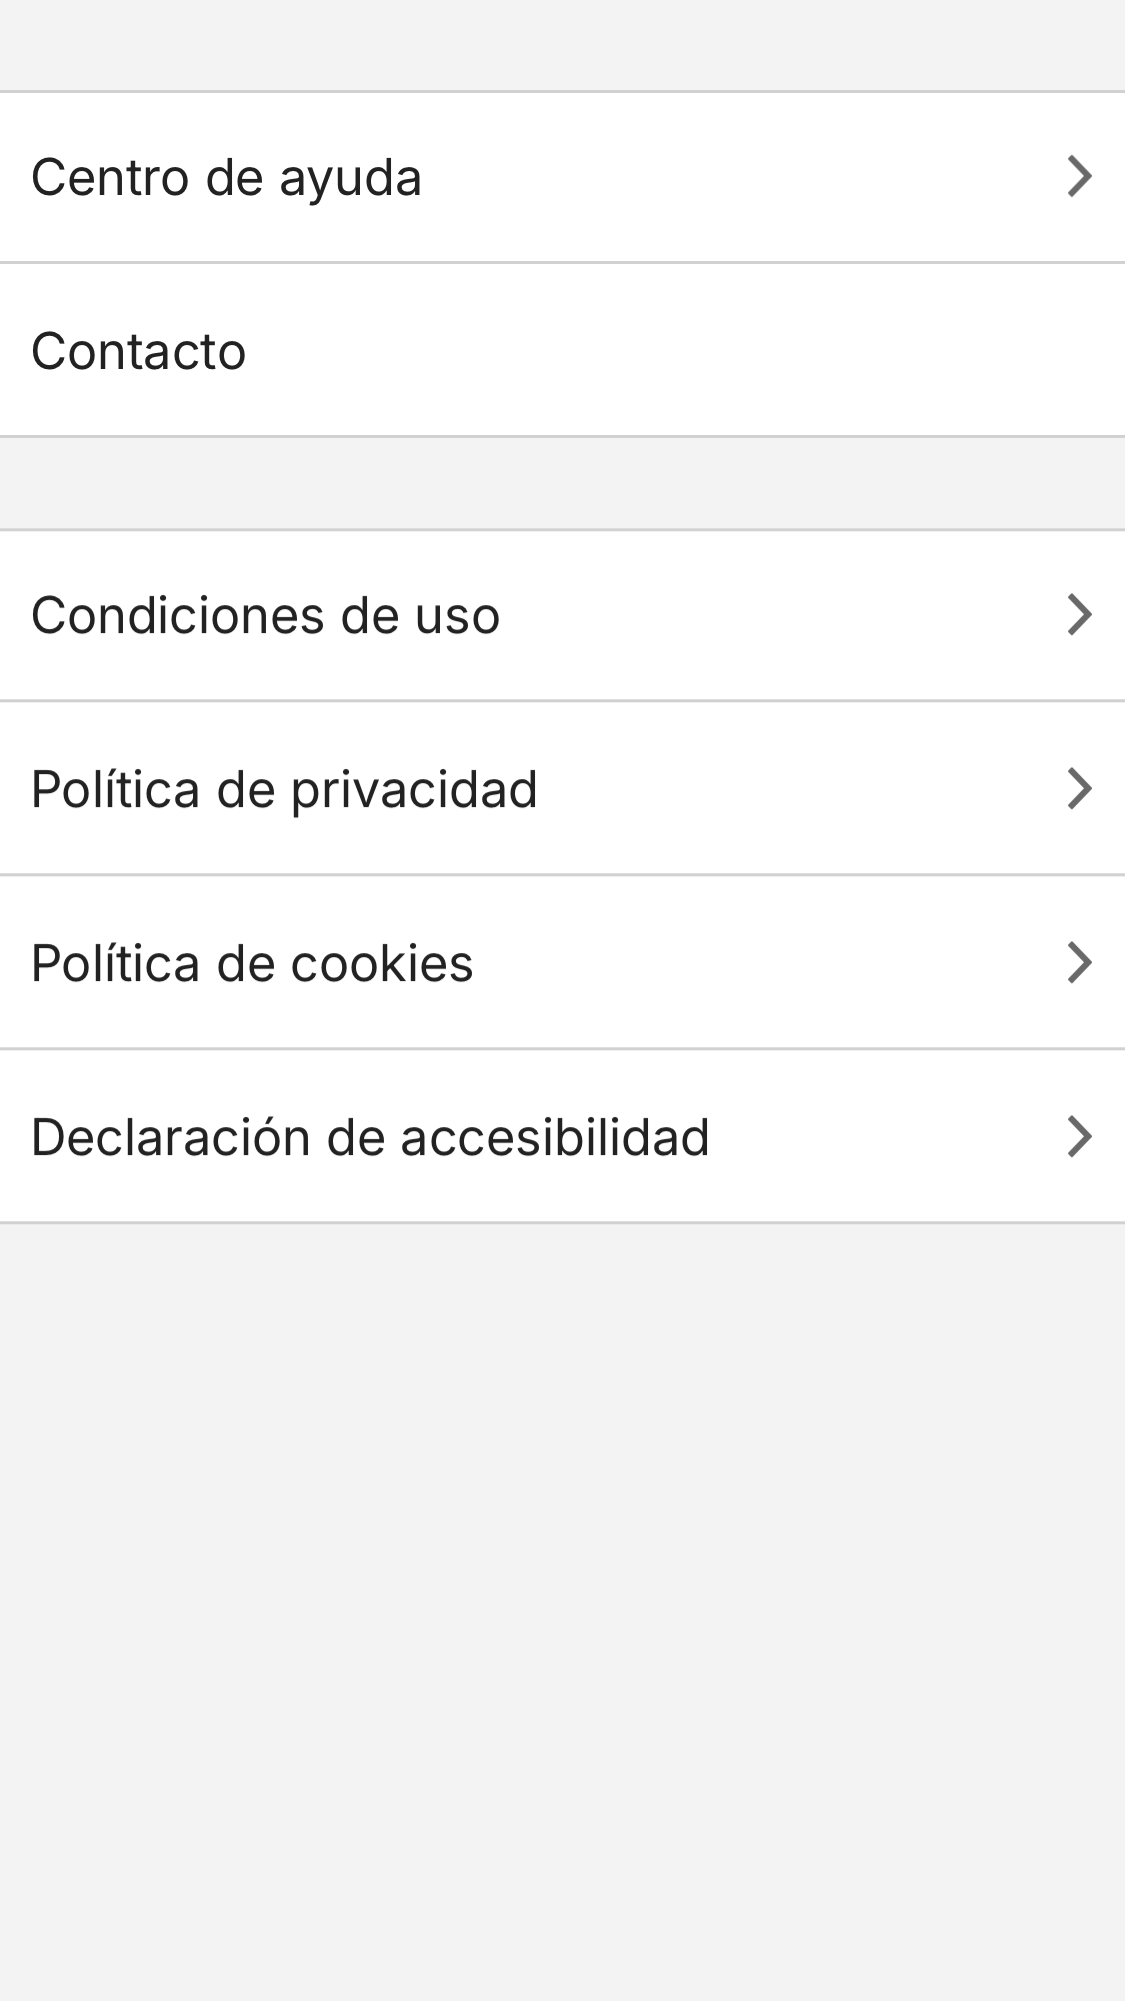 Centro de ayuda
Contacto
Condiciones de uso
Política de privacidad
Política de cookies
Declaración de accesibilidad